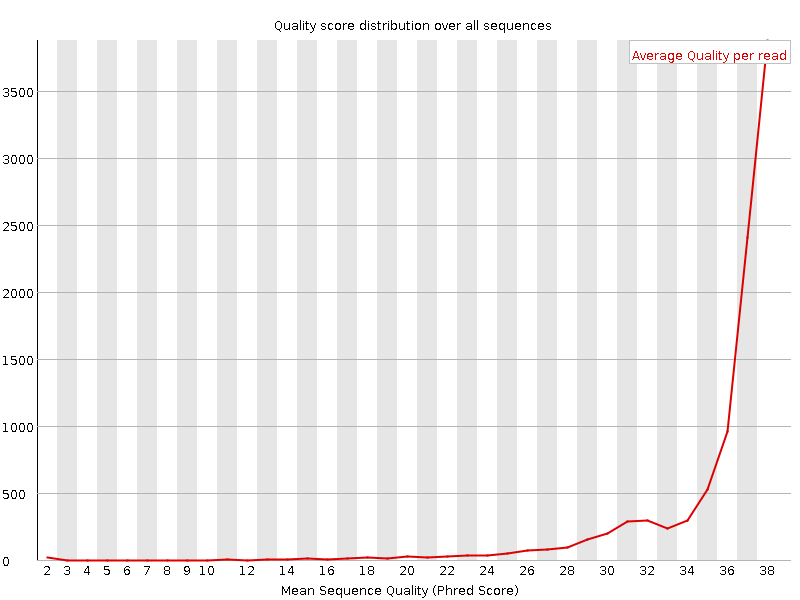 Quality score distribution over all sequences
Average Quality per read
3500
3000
2500
2000
1500
1000
500
0
2 3 4 5 6 7 8 9 10 12 14 16 18 20 22 24 26 28 30 32 34 36 38
Mean Sequence Quality (Phred Score)